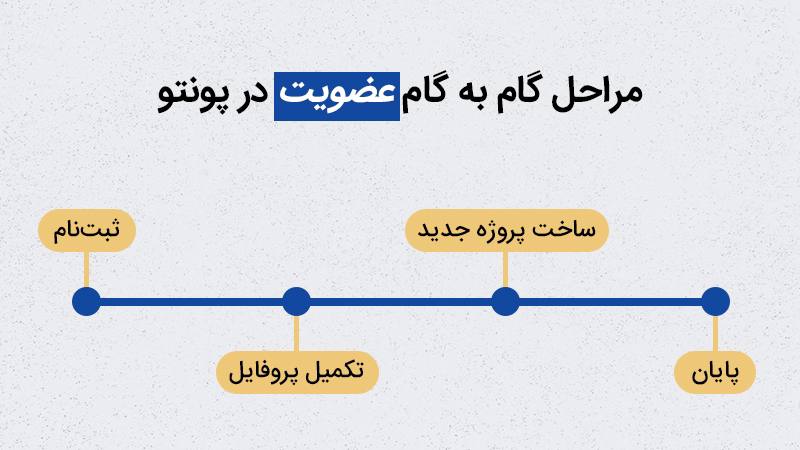 مراحل گام به گام عضویت در پونتو
ثبت‌نام
تکمیل پروفایل
ساخت پروژه جدید
پایان